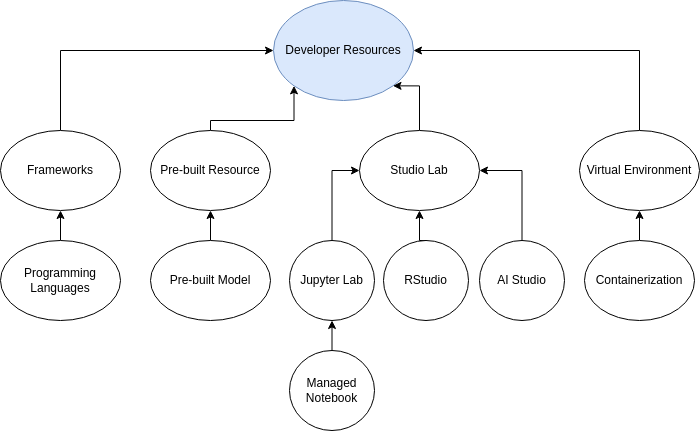 Developer Resources
Frameworks
Pre-built Resource
Studio Lab
Virtual Environment
Programming
Languages
Pre-built Model
Jupyter Lab
RStudio
AI Studio
Containerization
Managed
Notebook